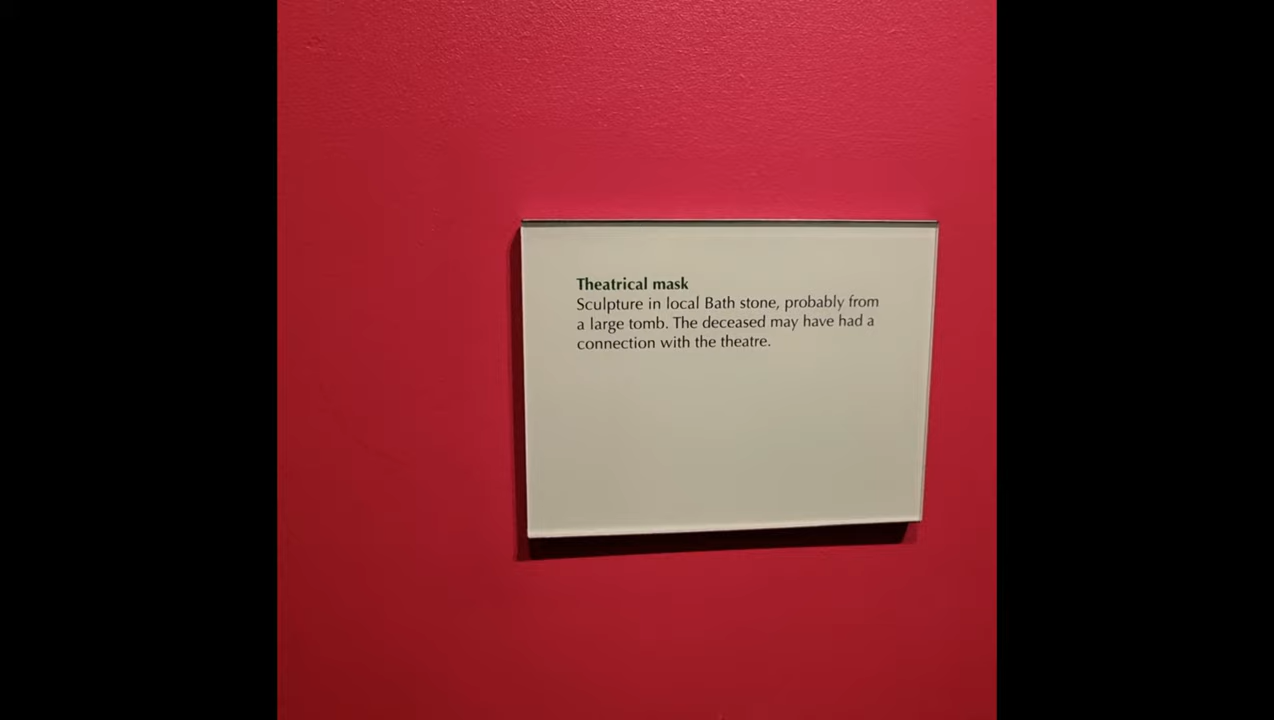 Theatrical mask
Sculpture in local Bath stone, probably from
a large tomb. The deceased may have had a
connection with the theatre.